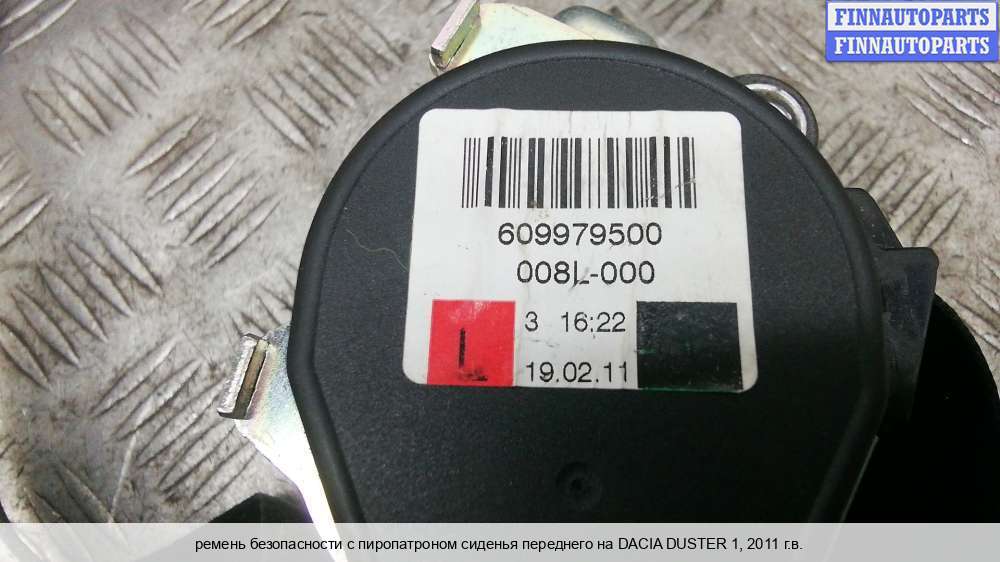 FINNAUTOPARTS
FINNAUTOPARTS
609979500
008L-000
L
3 16:22
19.02.11
ремень безопасности с пиропатроном сиденья переднего на DACIA DUSTER 1, 2011 г.в.